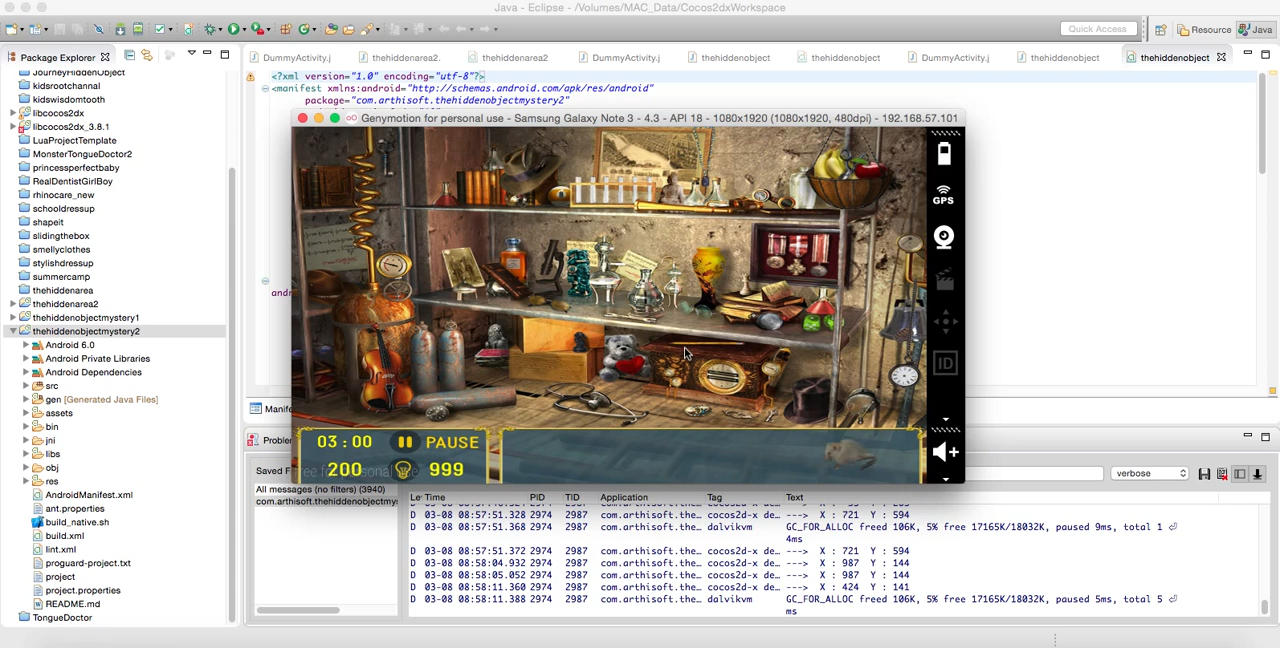 Java - Eclipse - /Volumes/MAC_Data/Cocos2dxWorkspace
Quick Access
Resource
Java
Package Explorer
DummyActivity.j
thehiddenarea2.
thehiddenarea2
DummyActivity.j
thehiddenobject
thehiddenobject
DummyActivity.j
thehiddenobject
thehiddenobject
JourneyHiddenObject
kidsrootchannal
kidswisdomtooth
libcocos2dx
libcocos2dx_3.8.1
LuaProjectTemplate
MonsterTongueDoctor2
princessperfectbaby
RealDentistGirlBoy
rhinocare_new
schooldressup
shapeit
slidingthebox
smellyclothes
stylishdressup
summercamp
thehiddenarea
thehiddenarea2
thehiddenobjectmystery1
thehiddenobjectmystery2
Android 6.0
Android Private Libraries
Android Dependencies
src
gen [Generated Java Files]
assets
bin
jni
libs
obj
res
AndroidManifest.xml
ant.properties
build_native.sh
build.xml
lint.xml
proguard-project.txt
project
project.properties
README.md
TongueDoctor
<?xml version="1.0" encoding="utf-8"?>
<manifest xmlns:android="http://schemas.android.com/apk/res/android"
package="com.arthisoft.thehiddenobjectmystery2"
andr
Genymotion for personal use - Samsung Galaxy Note 3 - 4.3 - API 18 - 1080x1920 (1080x1920, 480dpi) - 192.168.57.101
GPS
ID
03 : 00
PAUSE
200
999
Free for personal use
Manife
Problem
Saved F
All messages (no filters) (3940)
com.arthisoft.thehiddenobjectmys
verbose
Le Time PID TID Application Tag Text
D 03-08 08:57:51.328 2974 2987 com.arthisoft.the… cocos2d-x de… ---> X : 721 Y : 594
D 03-08 08:57:51.368 2974 2987 com.arthisoft.the… dalvikvm GC_FOR_ALLOC freed 106K, 5% free 17165K/18032K, paused 9ms, total 1
4ms
D 03-08 08:57:51.372 2974 2987 com.arthisoft.the… cocos2d-x de… ---> X : 721 Y : 594
D 03-08 08:58:04.932 2974 2987 com.arthisoft.the… cocos2d-x de… ---> X : 987 Y : 144
D 03-08 08:58:05.052 2974 2987 com.arthisoft.the… cocos2d-x de… ---> X : 987 Y : 144
D 03-08 08:58:11.360 2974 2987 com.arthisoft.the… cocos2d-x de… ---> X : 424 Y : 141
D 03-08 08:58:11.388 2974 2987 com.arthisoft.the… dalvikvm GC_FOR_ALLOC freed 106K, 5% free 17165K/18032K, paused 5ms, total 5
ms